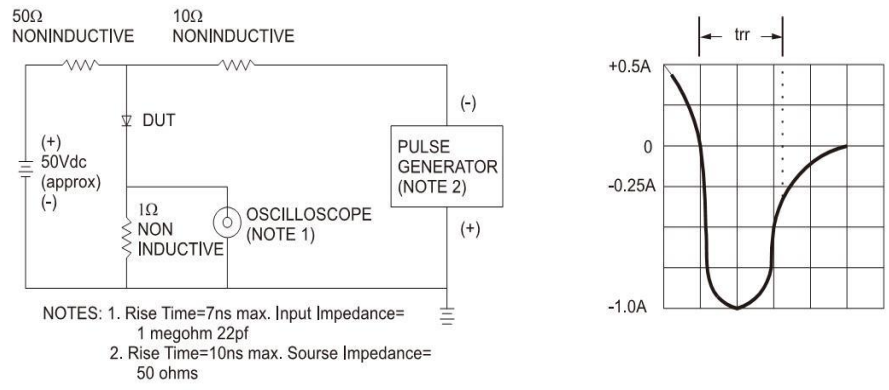 50Ω
NONINDUCTIVE
10Ω
NONINDUCTIVE
DUT
(+)
50Vdc
(approx)
(-)
1Ω
NON
INDUCTIVE
OSCILLOSCOPE
(NOTE 1)
(-)
PULSE
GENERATOR
(NOTE 2)
(+)
NOTES: 1. Rise Time=7ns max. Input Impedance=
1 megohm 22pf
2. Rise Time=10ns max. Sourse Impedance=
50 ohms
trr
+0.5A
0
-0.25A
-1.0A